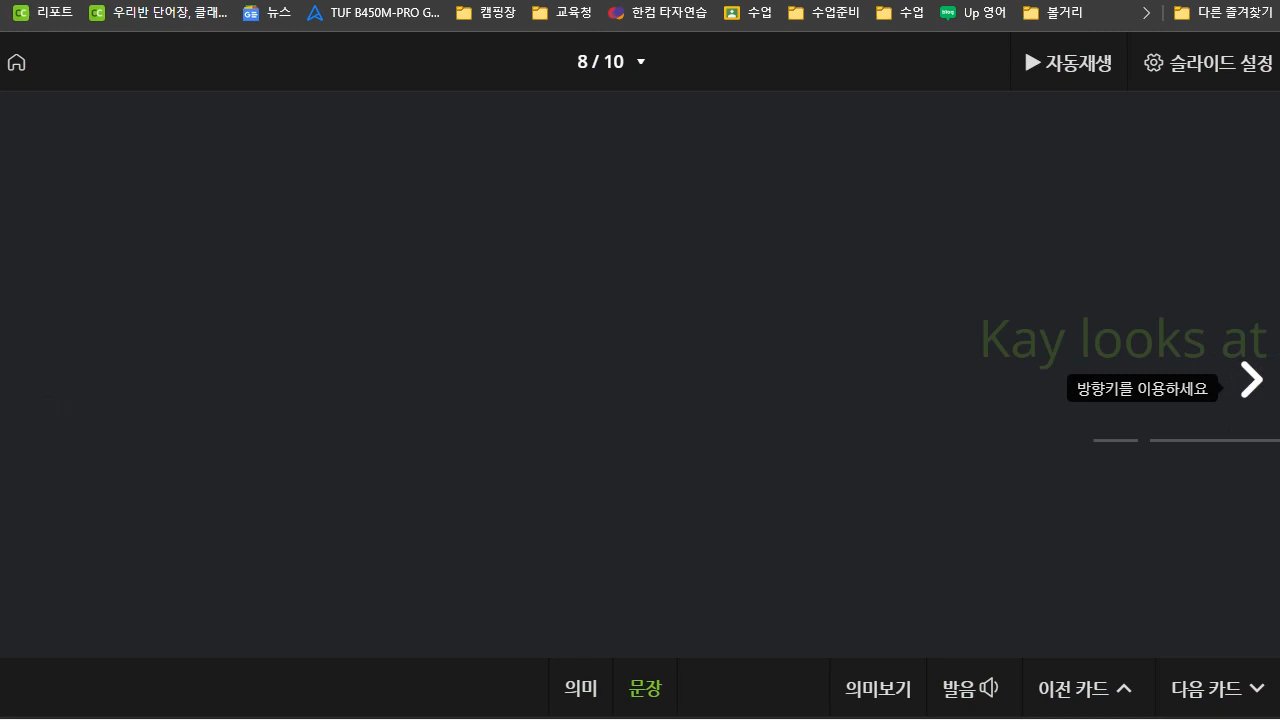 리포트 우리반 단어장, 클래... 뉴스 TUF B450M-PRO G... 캠핑장 교육청 한컴 타자연습 수업 수업준비 수업 Up 영어 볼거리 다른 즐겨찾기
8 / 10 자동재생 슬라이드 설정
Kay looks at
방향키를 이용하세요
의미 문장 의미보기 발음 이전 카드 다음 카드